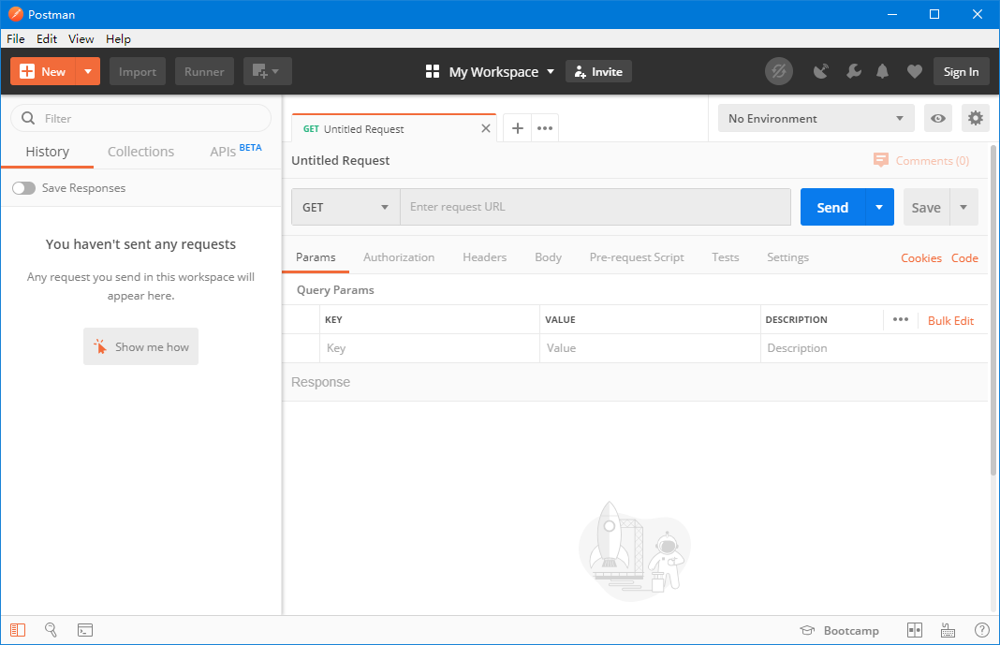 Postman
File Edit View Help
New Import Runner My Workspace Invite Sign In
Filter
History Collections APIs BETA
Save Responses
You haven't sent any requests
Any request you send in this workspace will
appear here.
Show me how
GET Untitled Request
No Environment
Untitled Request
Comments (0)
GET Enter request URL Send Save
Params Authorization Headers Body Pre-request Script Tests Settings Cookies Code
Query Params
KEY VALUE DESCRIPTION Bulk Edit
Key Value Description
Response
Bootcamp